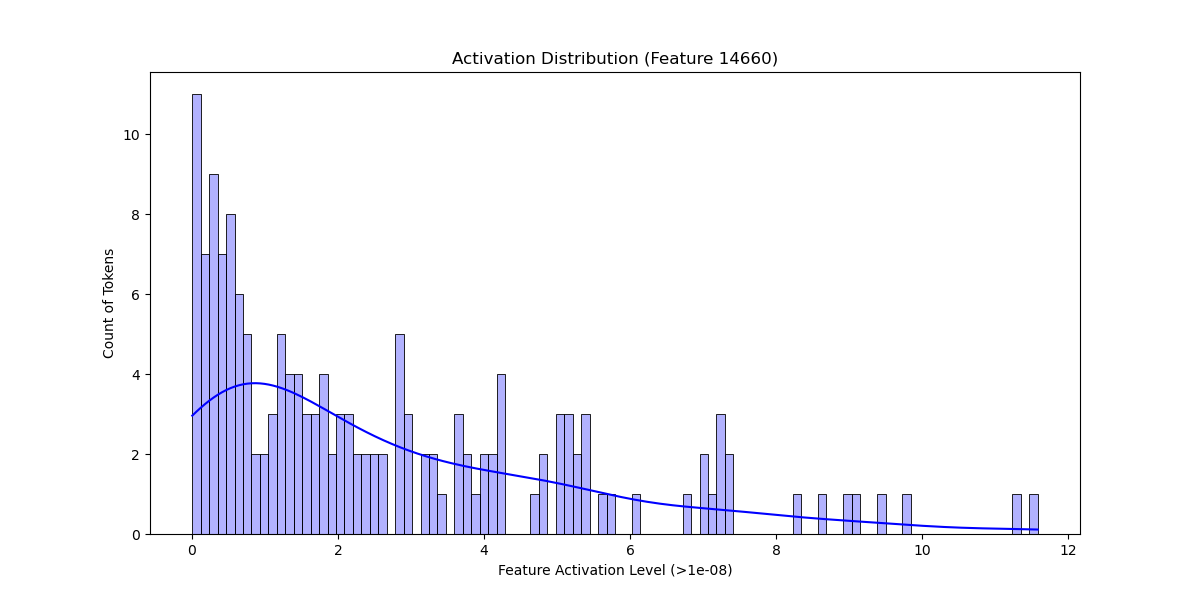 Activation Distribution (Feature 14660)
Count of Tokens
10
8
6
4
2
0
0 2 4 6 8 10 12
Feature Activation Level (>1e-08)